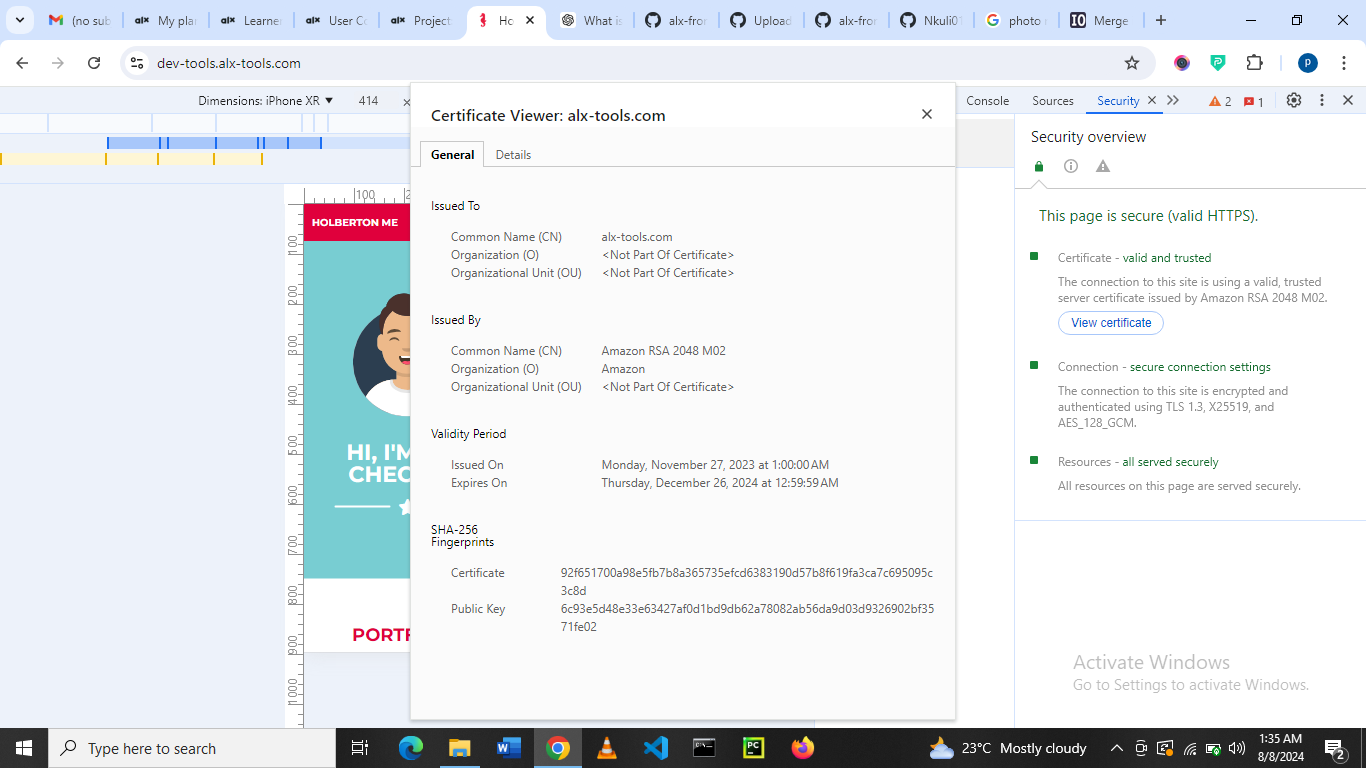 (no sub
My plan
Learne
User Co
Project
Ho
What is
alx-fron
Upload
alx-fron
Nkuli01
photo
Merge
dev-tools.alx-tools.com
P
Dimensions: iPhone XR ▼ 414 ×
Console Sources Security
2 1
100
HOLBERTON ME
HI, I'M
CHEC
PORTF
100
200
300
400
500
600
700
800
900
1000
Certificate Viewer: alx-tools.com
General Details
Issued To
Common Name (CN) alx-tools.com
Organization (O) <Not Part Of Certificate>
Organizational Unit (OU) <Not Part Of Certificate>
Issued By
Common Name (CN) Amazon RSA 2048 M02
Organization (O) Amazon
Organizational Unit (OU) <Not Part Of Certificate>
Validity Period
Issued On Monday, November 27, 2023 at 1:00:00 AM
Expires On Thursday, December 26, 2024 at 12:59:59 AM
SHA-256
Fingerprints
Certificate 92f651700a98e5fb7b8a365735efcd6383190d57b8f619fa3ca7c695095c
3c8d
Public Key 6c93e5d48e33e63427af0d1bd9db62a78082ab56da9d03d9326902bf35
71fe02
Security overview
This page is secure (valid HTTPS).
Certificate - valid and trusted
The connection to this site is using a valid, trusted
server certificate issued by Amazon RSA 2048 M02.
View certificate
Connection - secure connection settings
The connection to this site is encrypted and
authenticated using TLS 1.3, X25519, and
AES_128_GCM.
Resources - all served securely
All resources on this page are served securely.
Activate Windows
Go to Settings to activate Windows.
Type here to search
23°C Mostly cloudy
1:35 AM
8/8/2024
2